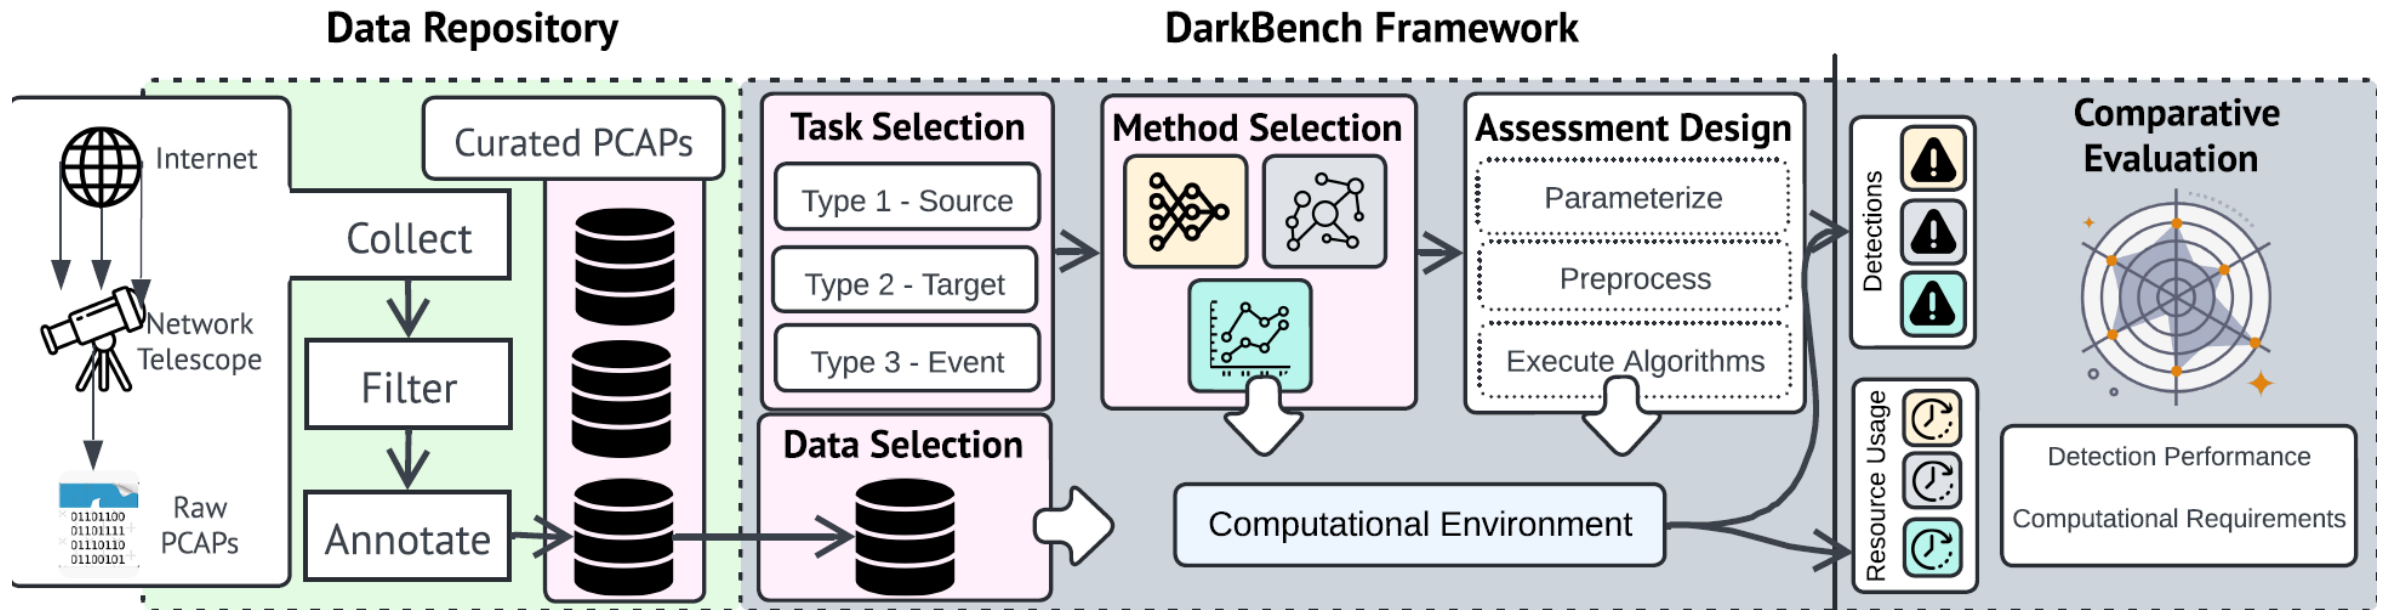 Data Repository
DarkBench Framework
Internet
Network
Telescope
Raw
PCAPs
01101100
01101111
01110110
01100101
Collect
Filter
Annotate
Curated PCAPs
Task Selection
Type 1 - Source
Type 2 - Target
Type 3 - Event
Data Selection
Method Selection
Assessment Design
Parameterize
Preprocess
Execute Algorithms
Computational Environment
Detections
Resource Usage
Comparative
Evaluation
Detection Performance
Computational Requirements